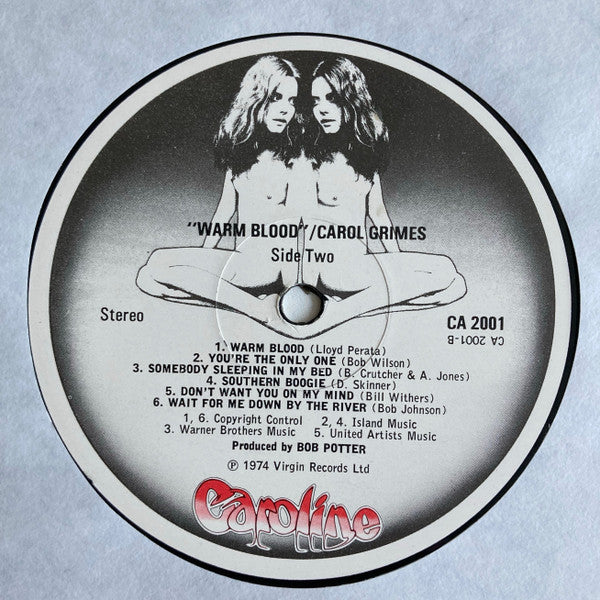 "WARM BLOOD"/CAROL GRIMES
Side Two
Stereo
CA 2001
CA 2001-B
1. WARM BLOOD (Lloyd Perata)
2. YOU'RE THE ONLY ONE (Bob Wilson)
3. SOMEBODY SLEEPING IN MY BED (B. Crutcher & A. Jones)
4. SOUTHERN BOOGIE (D. Skinner)
5. DON'T WANT YOU ON MY MIND (Bill Withers)
6. WAIT FOR ME DOWN BY THE RIVER (Bob Johnson)
1, 6. Copyright Control 2, 4. Island Music
3. Warner Brothers Music 5. United Artists Music
Produced by BOB POTTER
℗ 1974 Virgin Records Ltd
Caroline